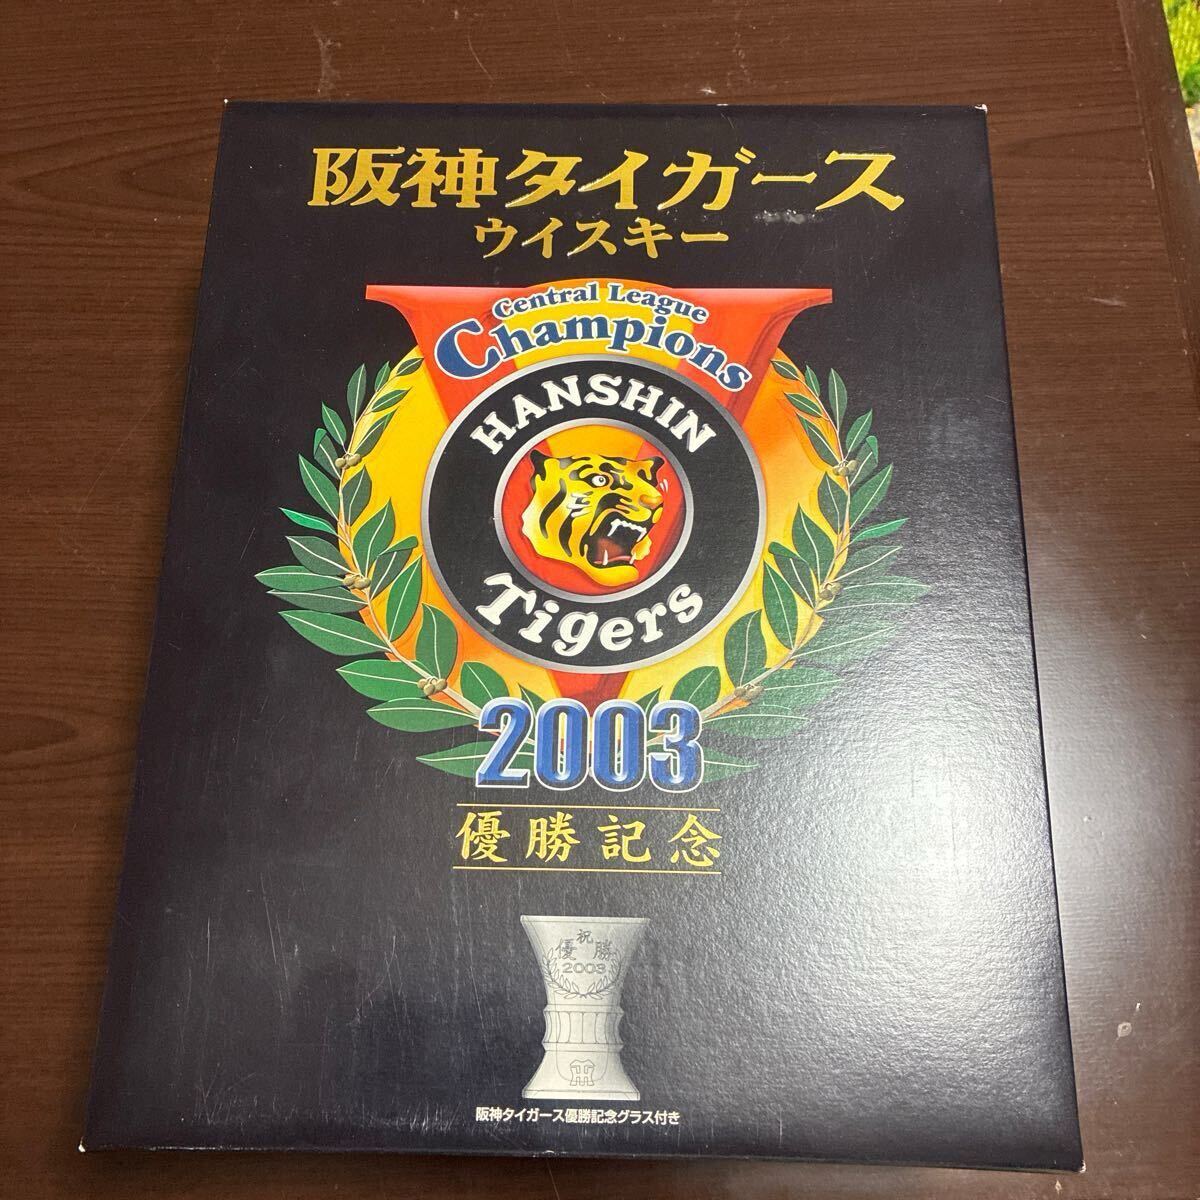 阪神タイガース
ウイスキー
Central League
Champions
HANSHIN
Tigers
2003
優勝記念
祝
優勝
2003
阪神タイガース優勝記念グラス付き